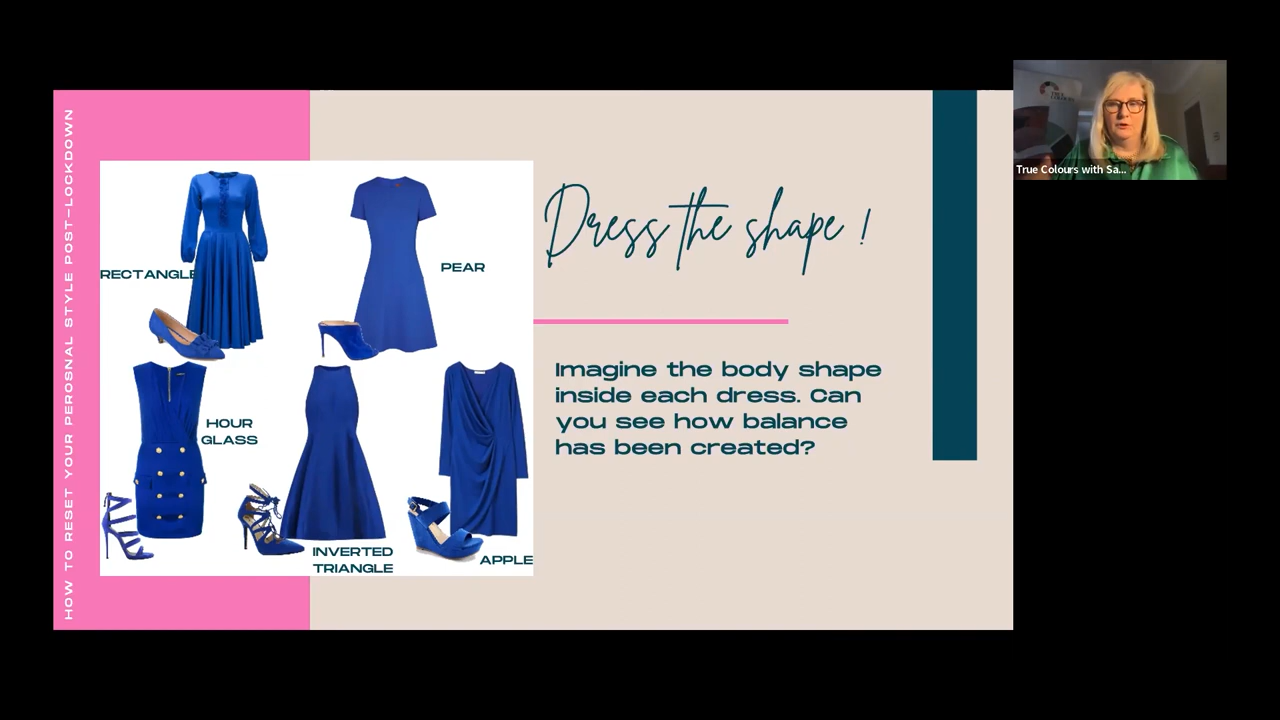 HOW TO RESET YOUR PEROSNAL STYLE POST-LOCKDOWN
RECTANGLE
PEAR
HOUR
GLASS
INVERTED
TRIANGLE
APPLE
Dress the shape !
Imagine the body shape
inside each dress. Can
you see how balance
has been created?
True Colours with Sa...